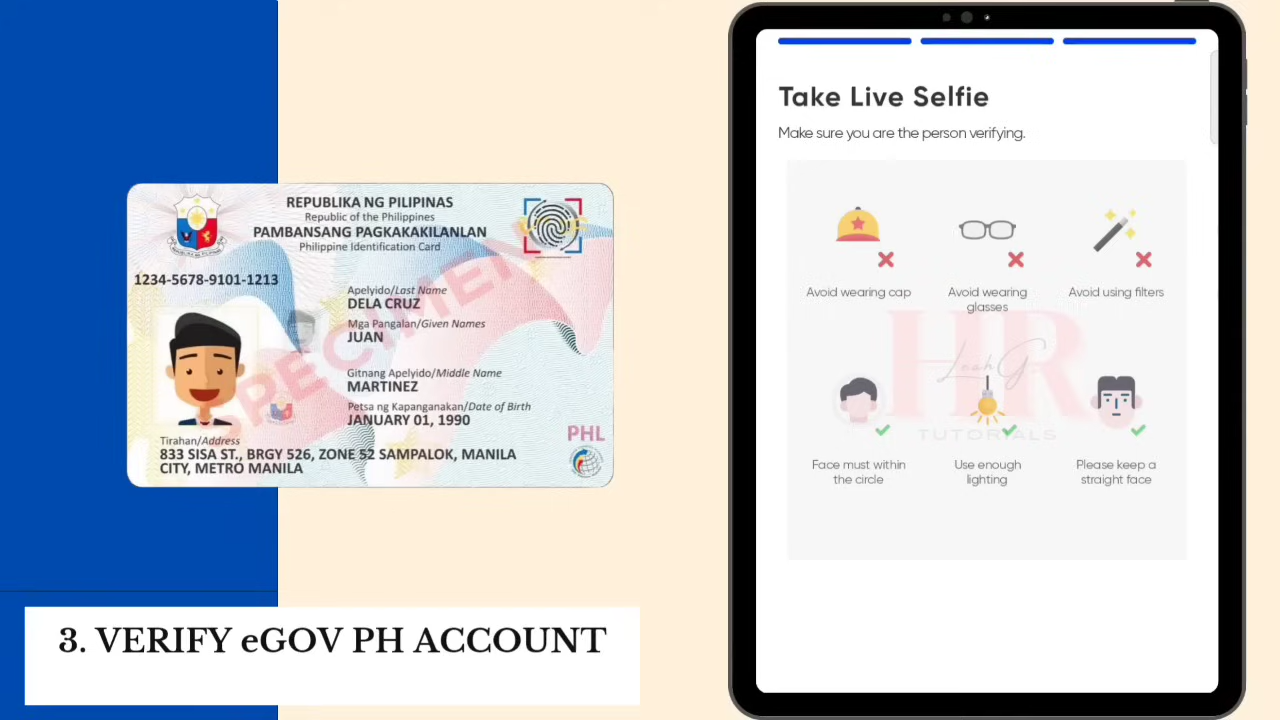 REPUBLIKA NG PILIPINAS
Republic of the Philippines
PAMBANSANG PAGKAKAKILANLAN
Philippine Identification Card
1234-5678-9101-1213
Apelyido/Last Name
DELA CRUZ
Mga Pangalan/Given Names
JUAN
Gitnang Apelyido/Middle Name
MARTINEZ
Petsa ng Kapanganakan/Date of Birth
JANUARY 01, 1990
Tirahan/Address
833 SISA ST., BRGY 526, ZONE 52 SAMPALOK, MANILA
CITY, METRO MANILA
PHL
SPECIMEN
3. VERIFY eGOV PH ACCOUNT
Take Live Selfie
Make sure you are the person verifying.
Avoid wearing cap
Avoid wearing
glasses
Avoid using filters
HR
Leah G.
TUTORIALS
Face must within
the circle
Use enough
lighting
Please keep a
straight face